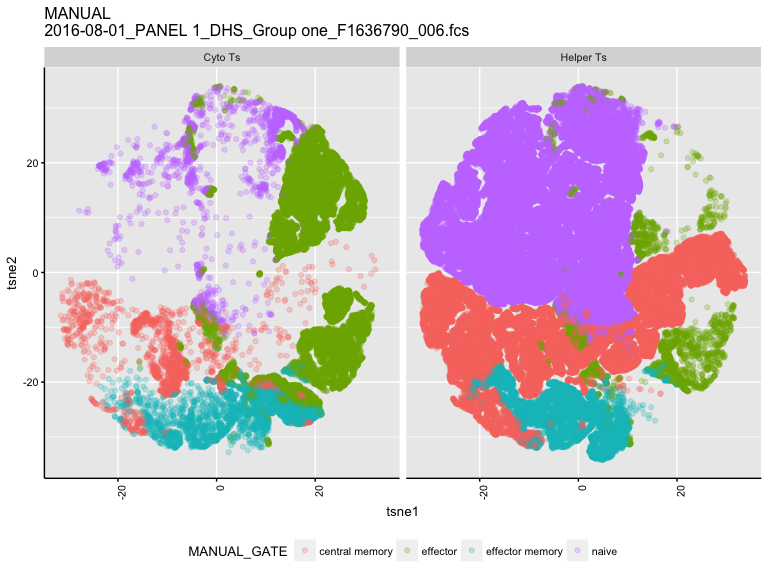 MANUAL
2016-08-01_PANEL 1_DHS_Group one_F1636790_006.fcs
Cyto Ts
Helper Ts
tsne2
20
0
-20
-20
0
20
-20
0
20
tsne1
MANUAL_GATE
central memory
effector
effector memory
naive